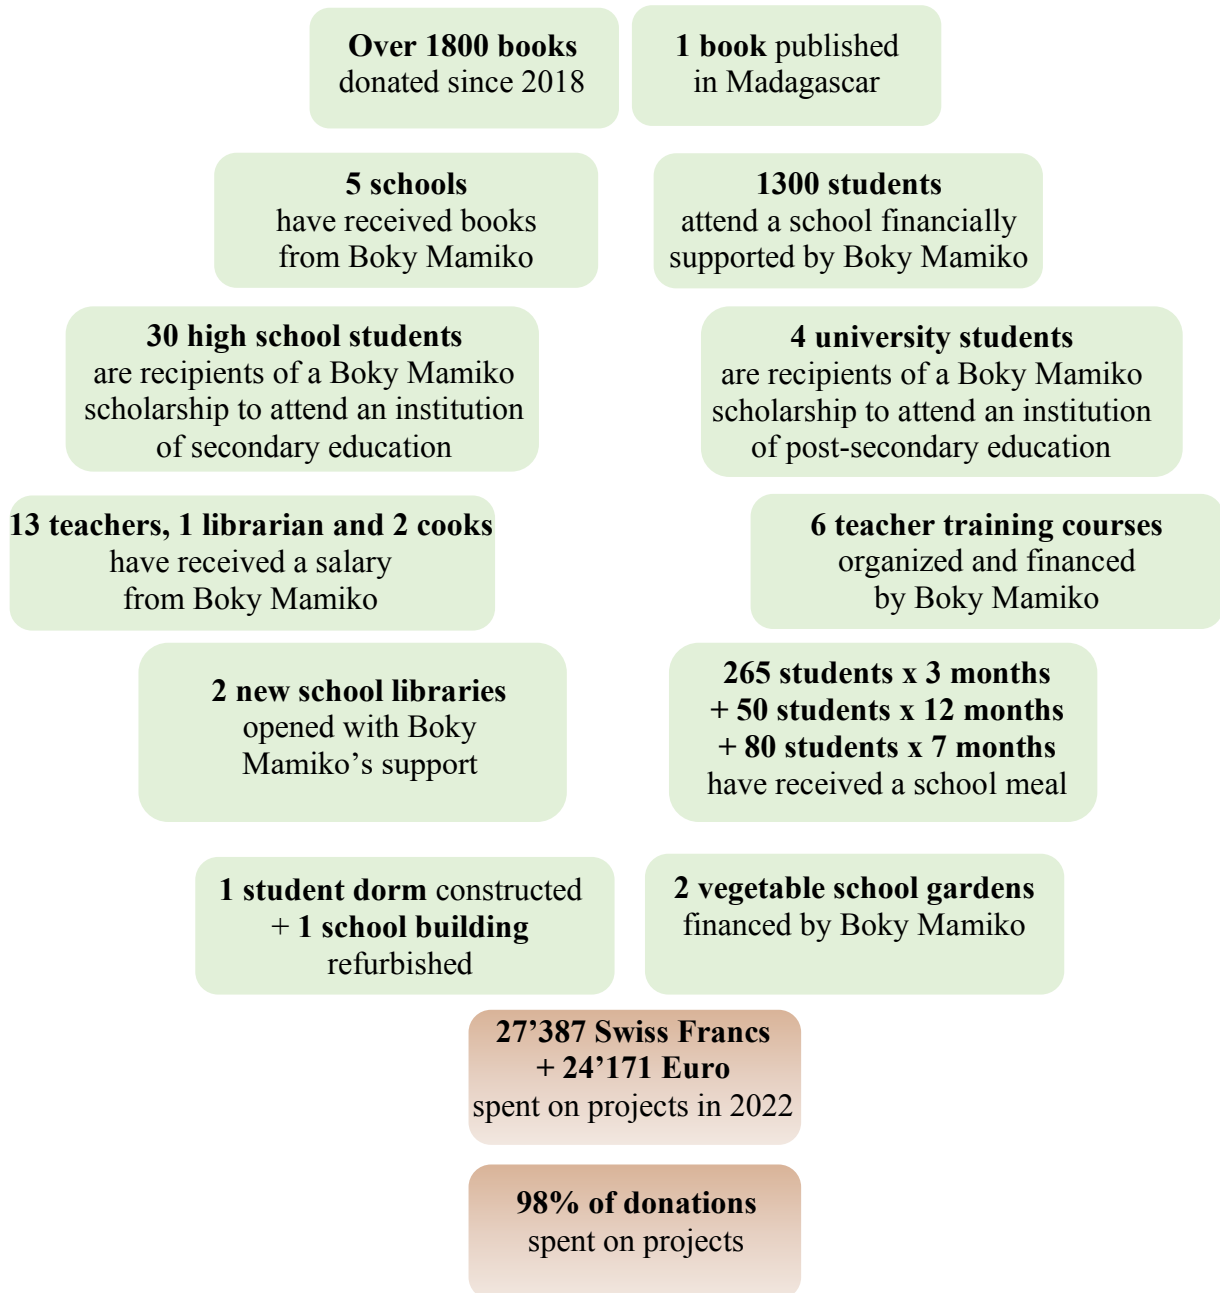 Over 1800 books
donated since 2018
1 book published
in Madagascar
5 schools
have received books
from Boky Mamiko
1300 students
attend a school financially
supported by Boky Mamiko
30 high school students
are recipients of a Boky Mamiko
scholarship to attend an institution
of secondary education
4 university students
are recipients of a Boky Mamiko
scholarship to attend an institution
of post-secondary education
13 teachers, 1 librarian and 2 cooks
have received a salary
from Boky Mamiko
6 teacher training courses
organized and financed
by Boky Mamiko
2 new school libraries
opened with Boky
Mamiko’s support
265 students x 3 months
+ 50 students x 12 months
+ 80 students x 7 months
have received a school meal
1 student dorm constructed
+ 1 school building
refurbished
2 vegetable school gardens
financed by Boky Mamiko
27’387 Swiss Francs
+ 24’171 Euro
spent on projects in 2022
98% of donations
spent on projects